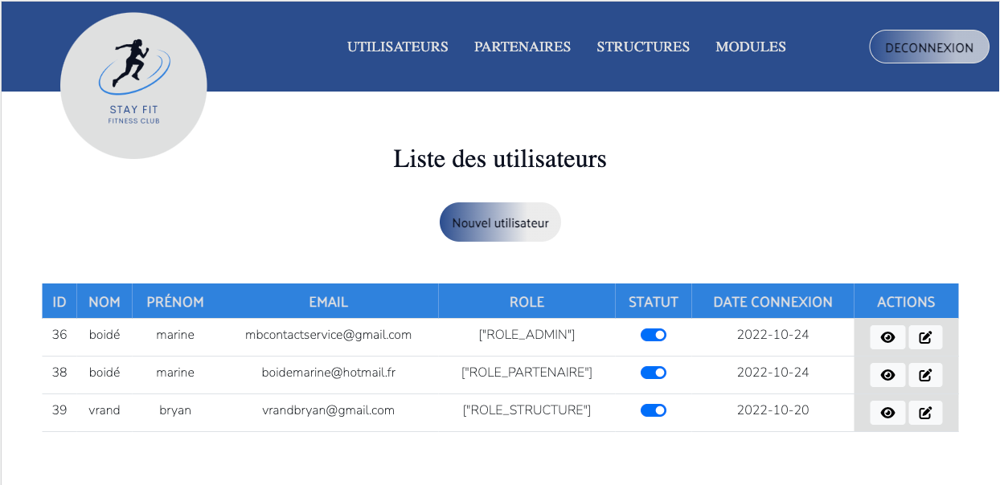 UTILISATEURS PARTENAIRES STRUCTURES MODULES DECONNEXION
STAY FIT
FITNESS CLUB
Liste des utilisateurs
Nouvel utilisateur
ID NOM PRÉNOM EMAIL ROLE STATUT DATE CONNEXION ACTIONS
36 boidé marine mbcontactservice@gmail.com ["ROLE_ADMIN"] 2022-10-24
38 boidé marine boidemarine@hotmail.fr ["ROLE_PARTENAIRE"] 2022-10-24
39 vrand bryan vrandbryan@gmail.com ["ROLE_STRUCTURE"] 2022-10-20